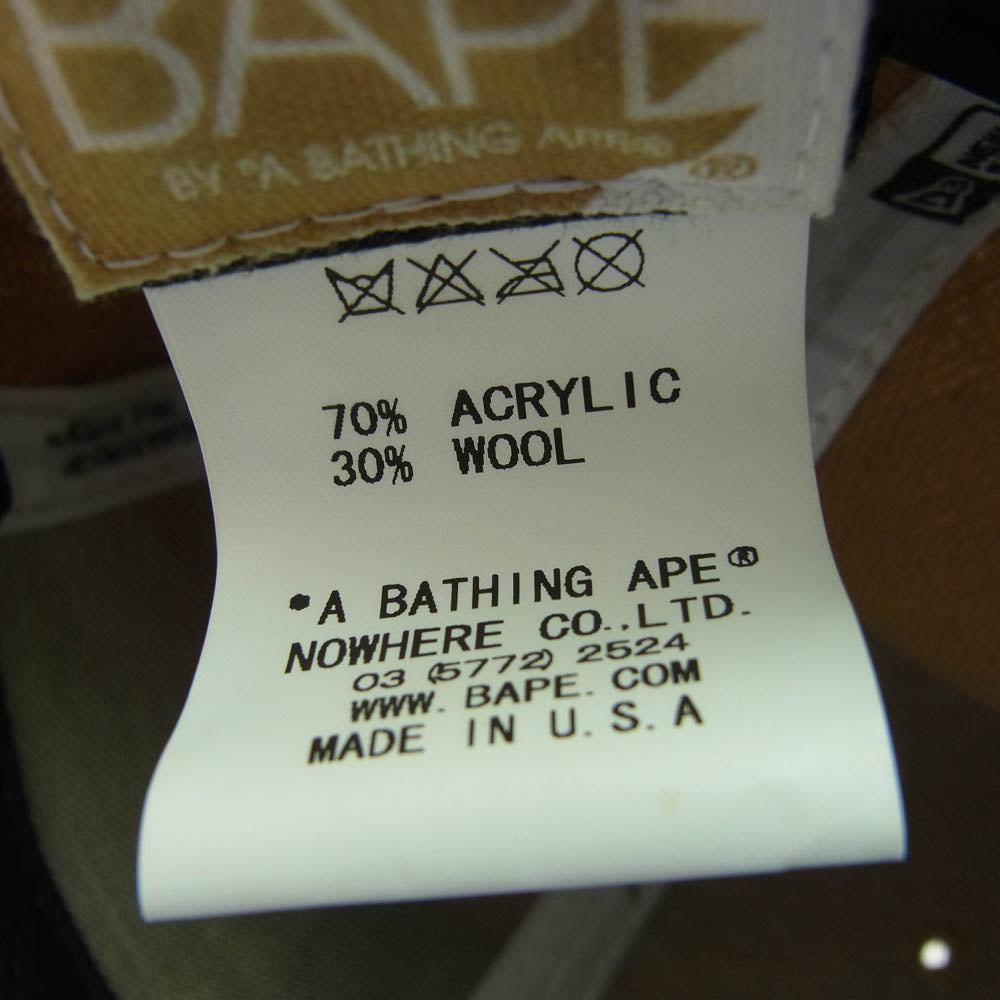 BAPE
BY *A BATHING APE®
70% ACRYLIC
30% WOOL
*A BATHING APE®
NOWHERE CO.,LTD.
03 (5772) 2524
WWW.BAPE.COM
MADE IN U.S.A